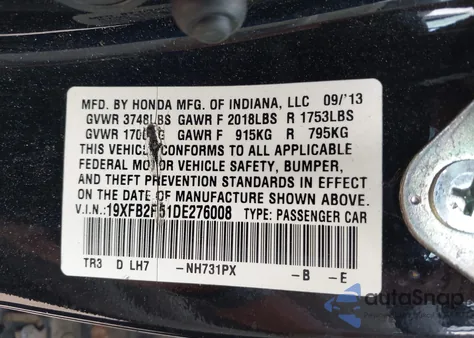 MFD. BY HONDA MFG. OF INDIANA, LLC 09/'13
GVWR 3748LBS GAWR F 2018LBS R 1753LBS
GVWR 1700KG GAWR F 915KG R 795KG
THIS VEHICLE CONFORMS TO ALL APPLICABLE
FEDERAL MOTOR VEHICLE SAFETY, BUMPER,
AND THEFT PREVENTION STANDARDS IN EFFECT
ON THE DATE OF MANUFACTURE SHOWN ABOVE.
V.I.N.: 19XFB2F51DE276008 TYPE: PASSENGER CAR
TR3 D LH7 –NH731PX –B –E
autoSnap